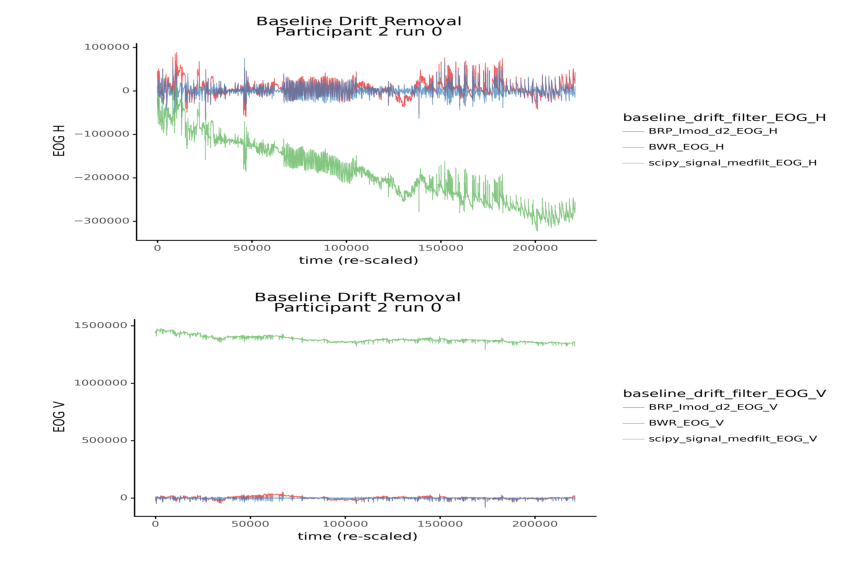 Baseline Drift Removal
Participant 2 run 0
100000
0
−100000
−200000
−300000
EOG H
0
50000
100000
150000
200000
time (re-scaled)
baseline_drift_filter_EOG_H
BRP_lmod_d2_EOG_H
BWR_EOG_H
scipy_signal_medfilt_EOG_H
Baseline Drift Removal
Participant 2 run 0
1500000
1000000
500000
0
EOG V
0
50000
100000
150000
200000
time (re-scaled)
baseline_drift_filter_EOG_V
BRP_lmod_d2_EOG_V
BWR_EOG_V
scipy_signal_medfilt_EOG_V